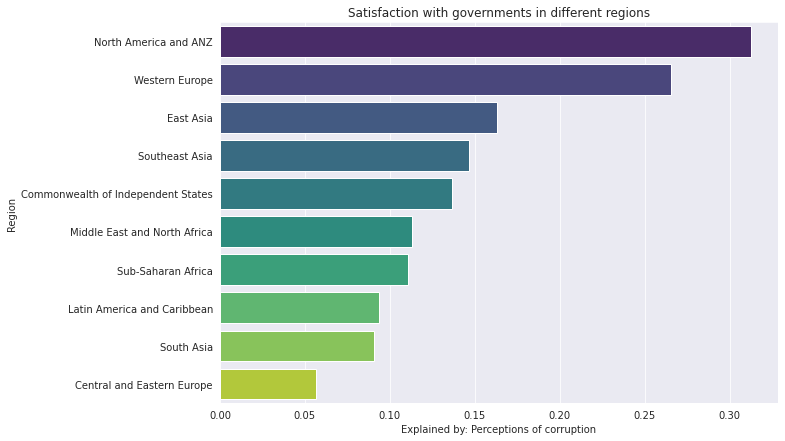 Satisfaction with governments in different regions
Region
North America and ANZ
Western Europe
East Asia
Southeast Asia
Commonwealth of Independent States
Middle East and North Africa
Sub-Saharan Africa
Latin America and Caribbean
South Asia
Central and Eastern Europe
0.00 0.05 0.10 0.15 0.20 0.25 0.30
Explained by: Perceptions of corruption